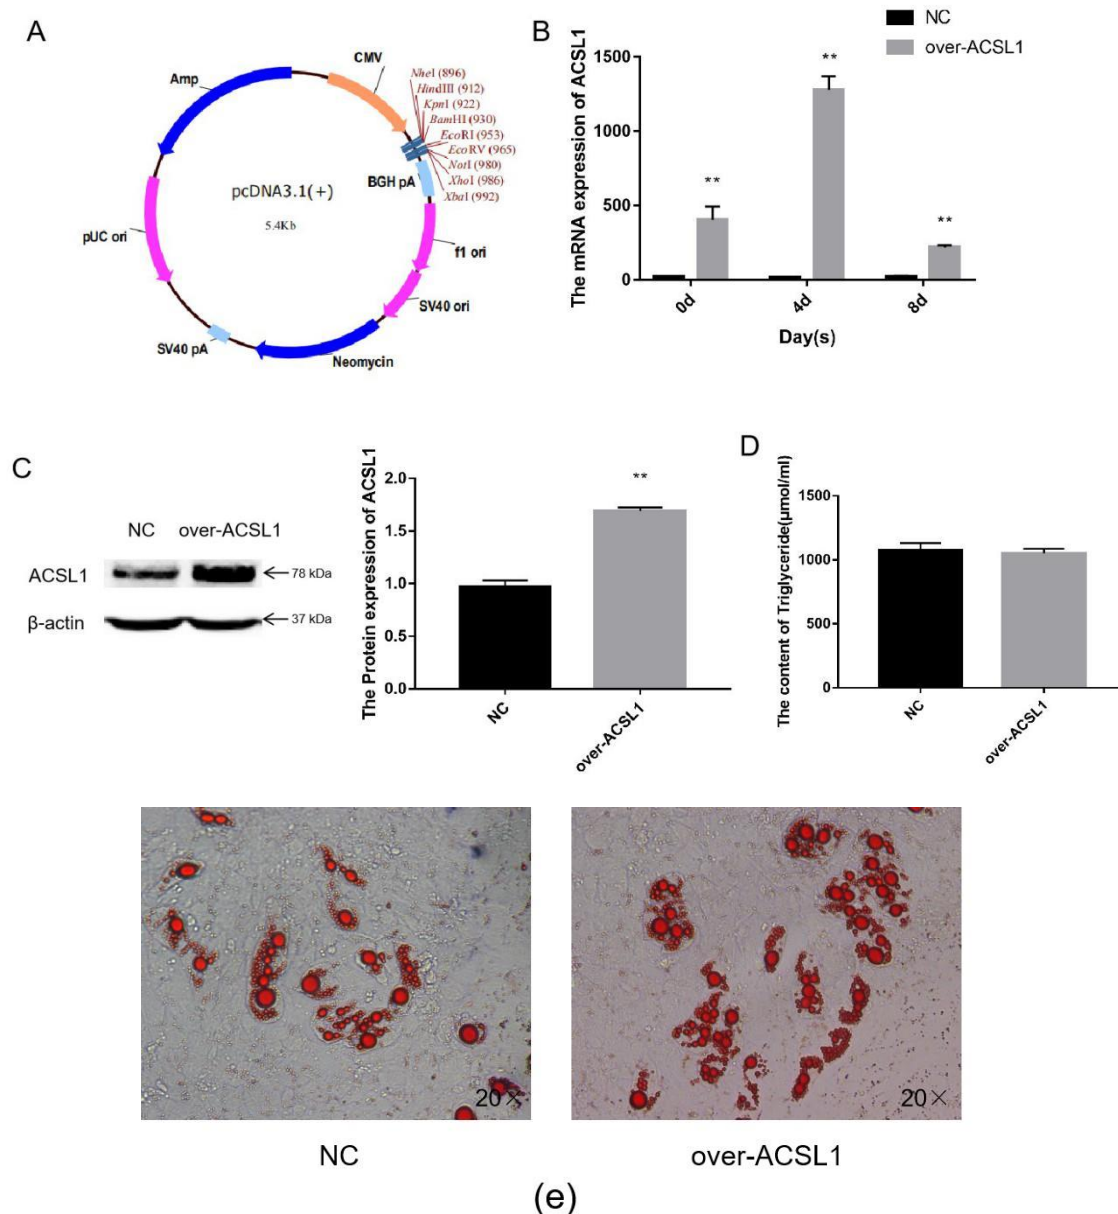 A
CMV
Amp
NheI (896)
HindIII (912)
KpnI (922)
BamHI (930)
EcoRI (953)
EcoRV (965)
NotI (980)
XhoI (986)
XbaI (992)
BGH pA
pcDNA3.1(+)
5.4Kb
pUC ori
f1 ori
SV40 ori
SV40 pA
Neomycin
B
NC
over-ACSL1
The mRNA expression of ACSL1
1500
1000
500
0
**
**
**
0d
4d
8d
Day(s)
C
NC over-ACSL1
ACSL1
78 kDa
β-actin
37 kDa
The Protein expression of ACSL1
2.0
1.5
1.0
0.5
0.0
**
NC
over-ACSL1
D
The content of Triglyceride(μmol/ml)
1500
1000
500
0
NC
over-ACSL1
20×
20×
NC
over-ACSL1
(e)